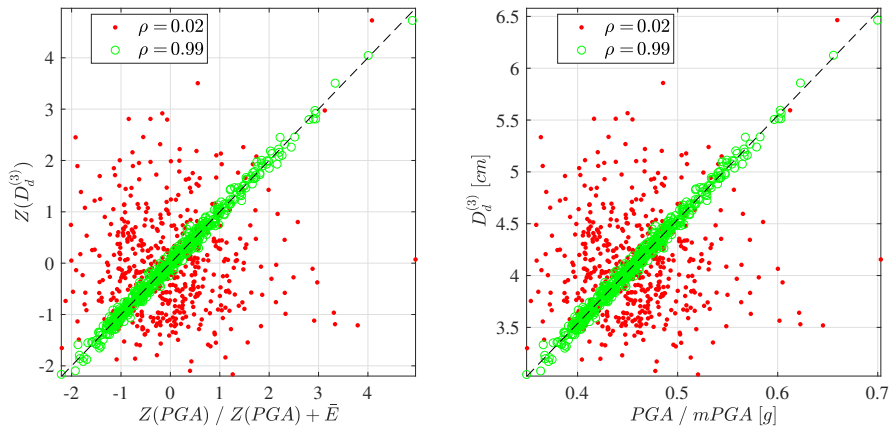 ρ = 0.02
ρ = 0.99
4
3
2
1
0
-1
-2
-2 -1 0 1 2 3 4
Z(D_d^{(3)})
Z(PGA) / Z(PGA) + Ē
ρ = 0.02
ρ = 0.99
6.5
6
5.5
5
4.5
4
3.5
0.4 0.5 0.6 0.7
D_d^{(3)} [cm]
PGA / mPGA [g]